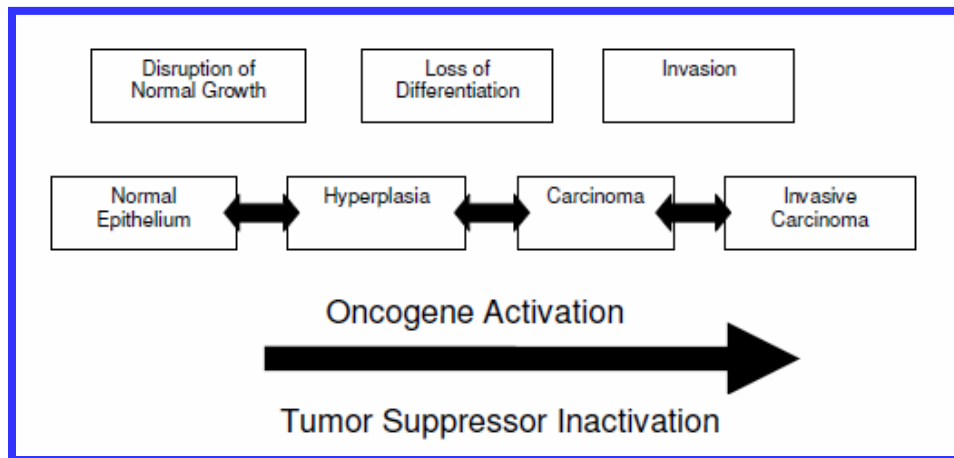 Disruption of
Normal Growth
Loss of
Differentiation
Invasion
Normal
Epithelium
Hyperplasia
Carcinoma
Invasive
Carcinoma
Oncogene Activation
Tumor Suppressor Inactivation